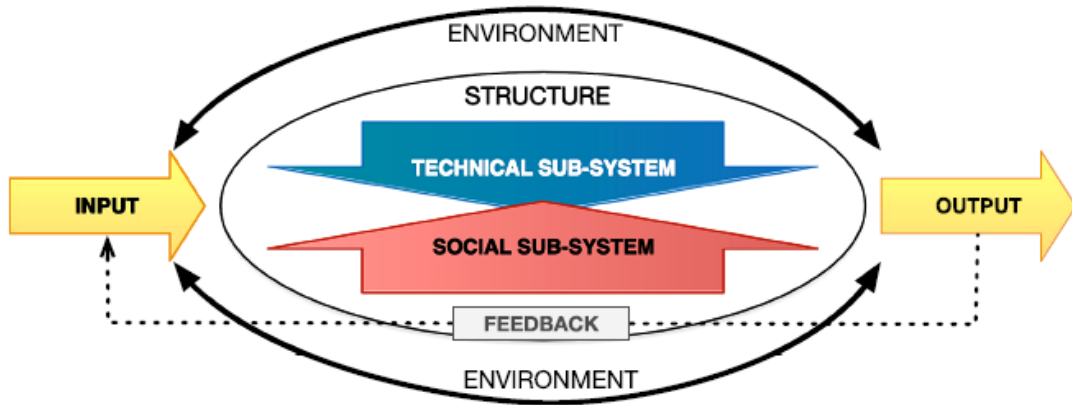 ENVIRONMENT
STRUCTURE
TECHNICAL SUB-SYSTEM
INPUT
OUTPUT
SOCIAL SUB-SYSTEM
FEEDBACK
ENVIRONMENT